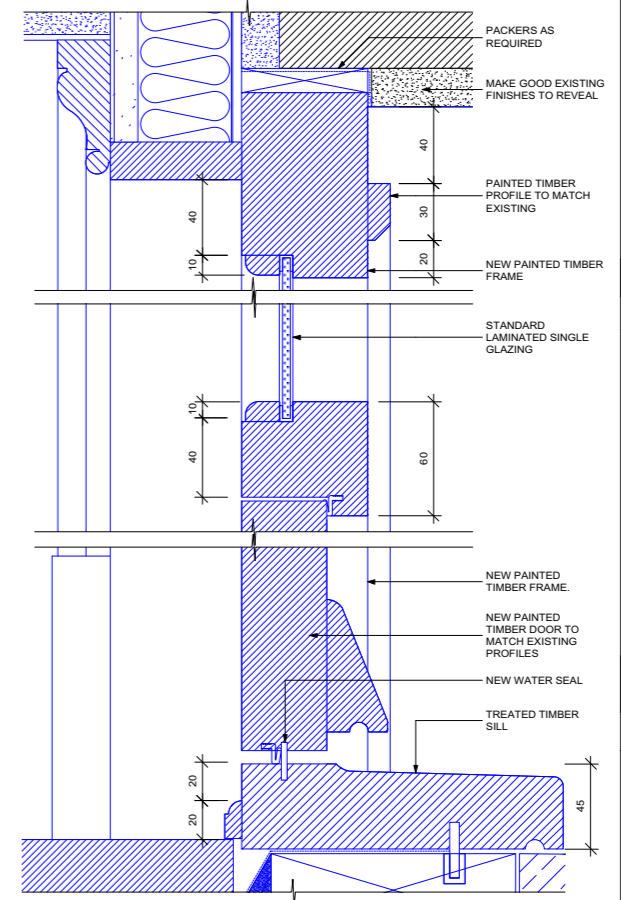 PACKERS AS
REQUIRED
MAKE GOOD EXISTING
FINISHES TO REVEAL
40
PAINTED TIMBER
PROFILE TO MATCH
EXISTING
40
30
20
10
NEW PAINTED TIMBER
FRAME
STANDARD
LAMINATED SINGLE
GLAZING
10
40
60
NEW PAINTED
TIMBER FRAME.
NEW PAINTED
TIMBER DOOR TO
MATCH EXISTING
PROFILES
NEW WATER SEAL
TREATED TIMBER
SILL
20
20
45